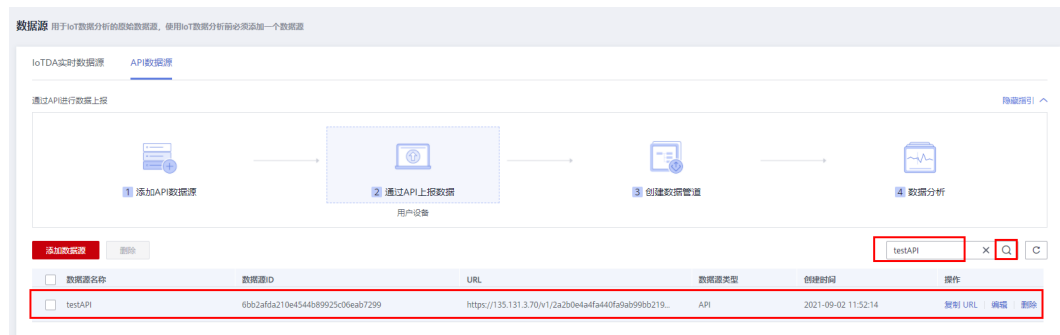 数据源 用于IoT数据分析的原始数据源，使用IoT数据分析前必须添加一个数据源
IoTDA实时数据源 API数据源
通过API进行数据上报 隐藏指引
1 添加API数据源 2 通过API上报数据 3 创建数据管道 4 数据分析
用户设备
添加数据源 删除 testAPI
数据源名称 数据源ID URL 数据源类型 创建时间 操作
testAPI 6bb2afda210e4544b89925c06eab7299 https://135.131.3.70/v1/2a2b0e4a4fa440fa9ab99bb219... API 2021-09-02 11:52:14 复制 URL 编辑 删除